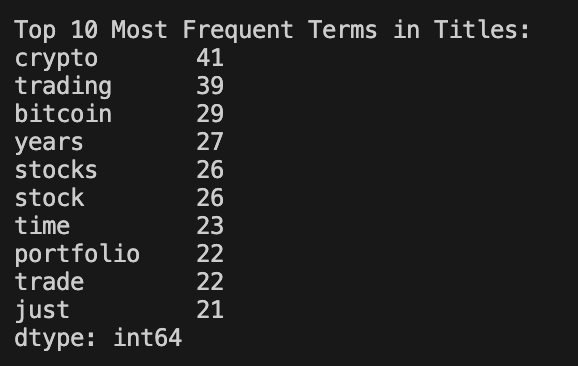 Top 10 Most Frequent Terms in Titles:
crypto       41
trading      39
bitcoin      29
years        27
stocks       26
stock        26
time         23
portfolio    22
trade        22
just         21
dtype: int64